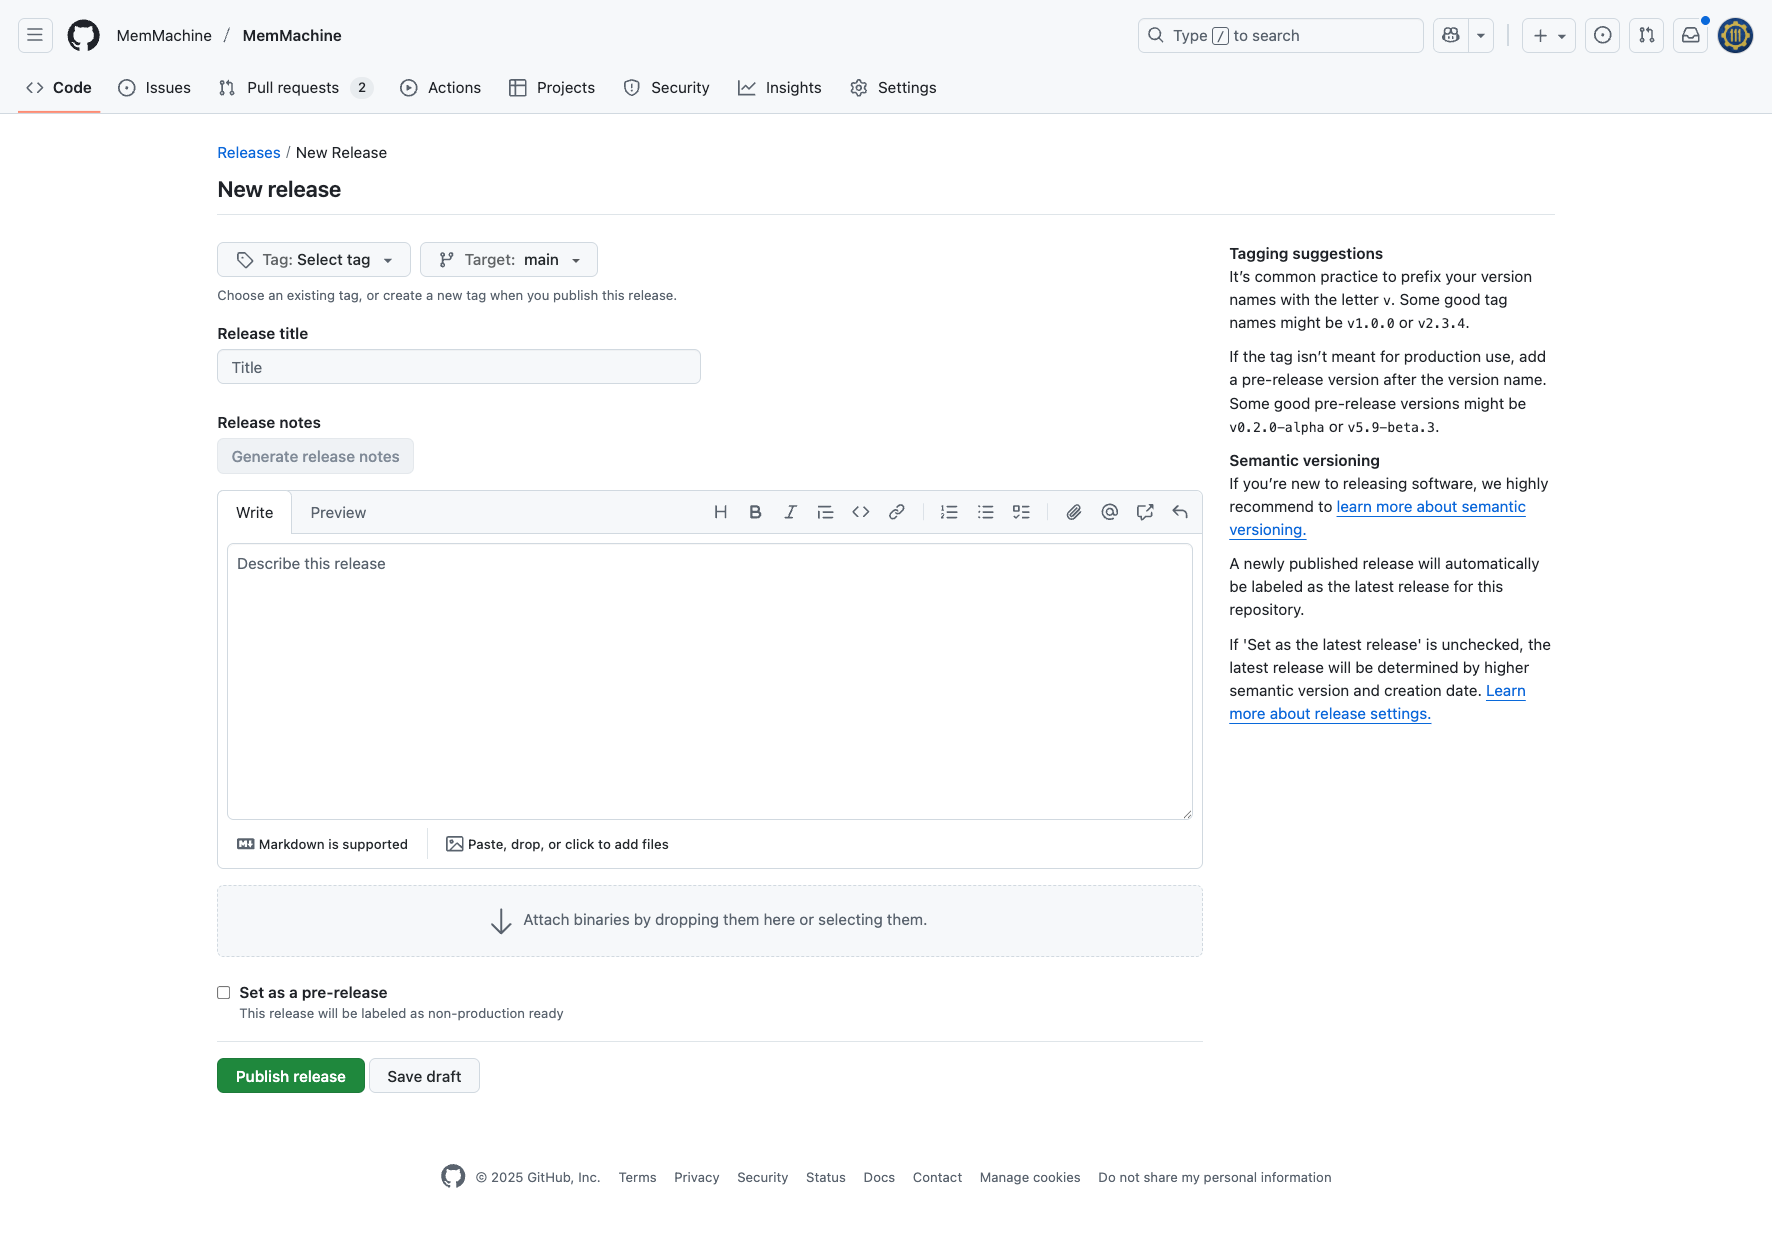 MemMachine / MemMachine
Type / to search
Code
Issues
Pull requests 2
Actions
Projects
Security
Insights
Settings
Releases / New Release
New release
Tag: Select tag
Target: main
Choose an existing tag, or create a new tag when you publish this release.
Release title
Title
Release notes
Generate release notes
Write
Preview
Describe this release
Markdown is supported
Paste, drop, or click to add files
Attach binaries by dropping them here or selecting them.
Set as a pre-release
This release will be labeled as non-production ready
Publish release
Save draft
Tagging suggestions
It’s common practice to prefix your version
names with the letter v. Some good tag
names might be v1.0.0 or v2.3.4.
If the tag isn’t meant for production use, add
a pre-release version after the version name.
Some good pre-release versions might be
v0.2.0-alpha or v5.9-beta.3.
Semantic versioning
If you’re new to releasing software, we highly
recommend to learn more about semantic
versioning.
A newly published release will automatically
be labeled as the latest release for this
repository.
If 'Set as the latest release' is unchecked, the
latest release will be determined by higher
semantic version and creation date. Learn
more about release settings.
© 2025 GitHub, Inc.
Terms
Privacy
Security
Status
Docs
Contact
Manage cookies
Do not share my personal information